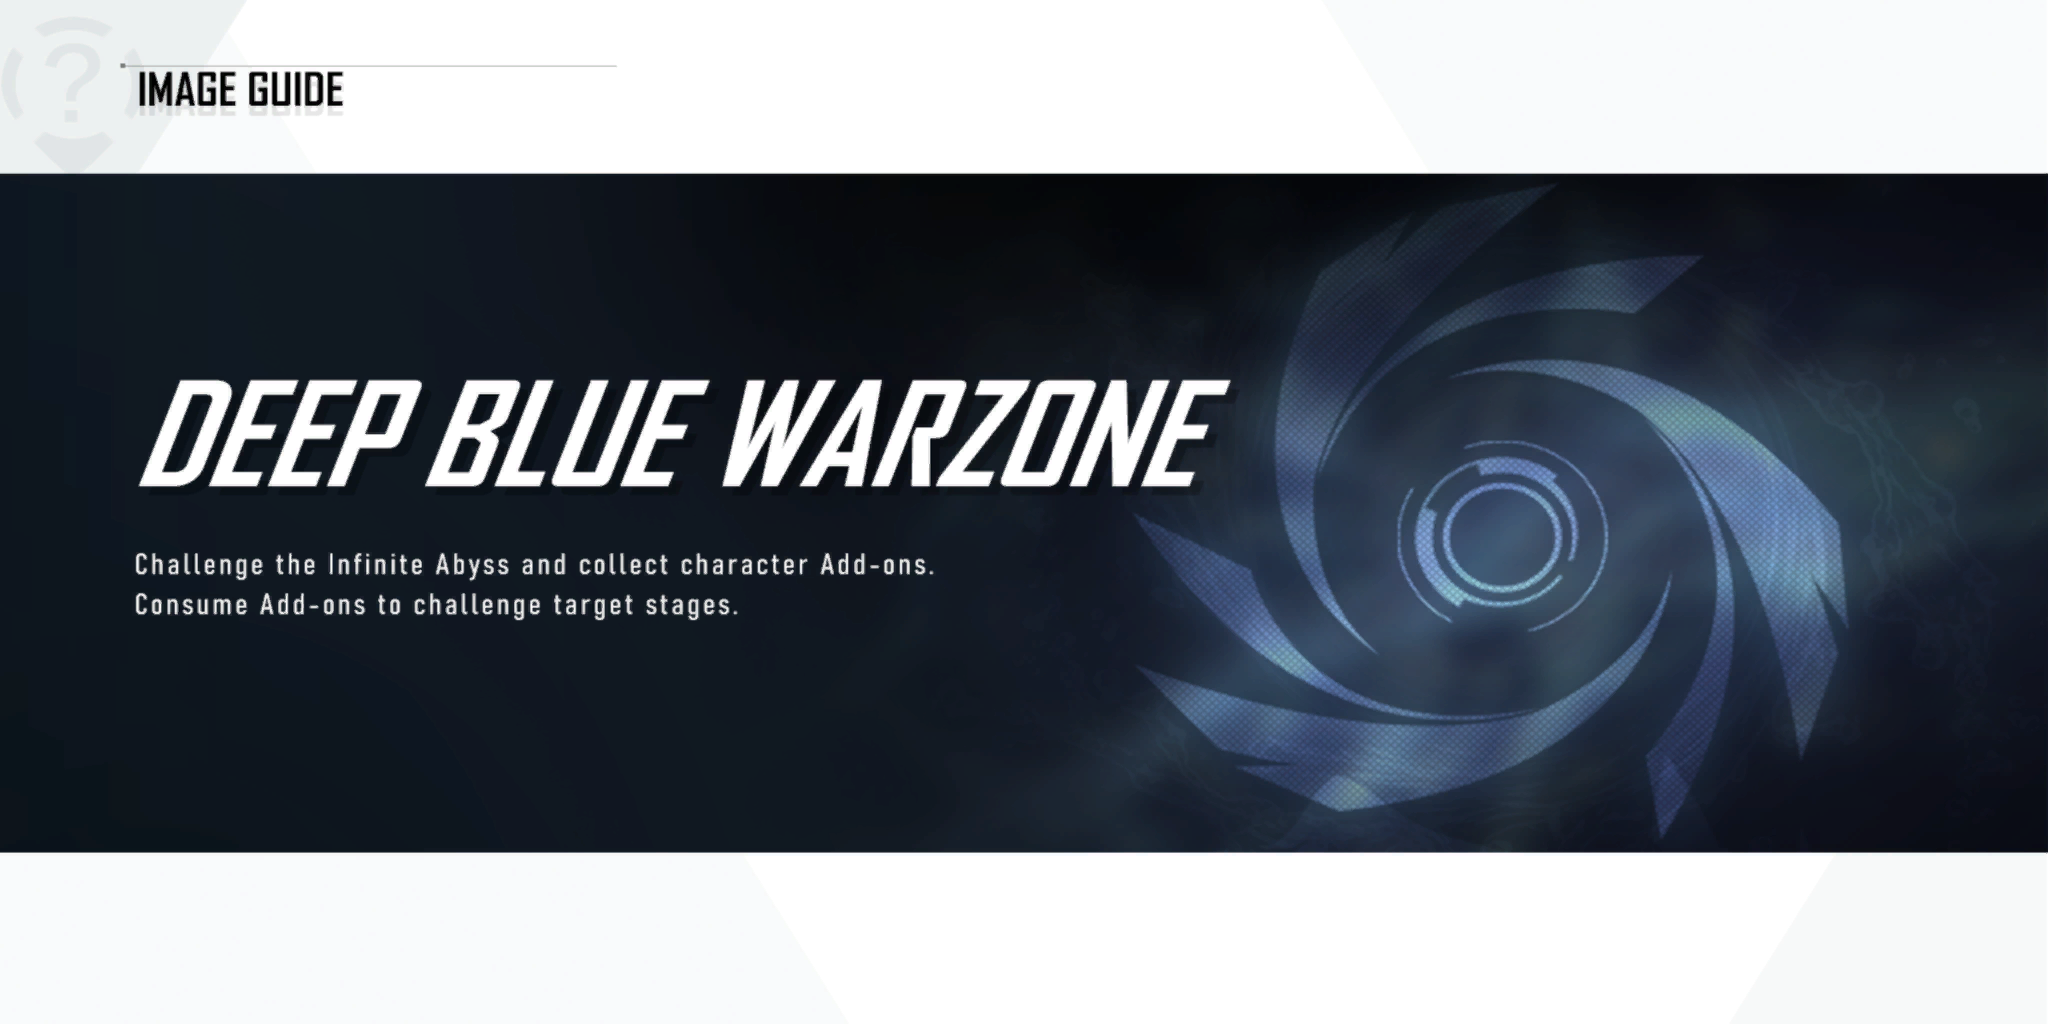 IMAGE GUIDE
DEEP BLUE WARZONE
Challenge the Infinite Abyss and collect character Add-ons.
Consume Add-ons to challenge target stages.